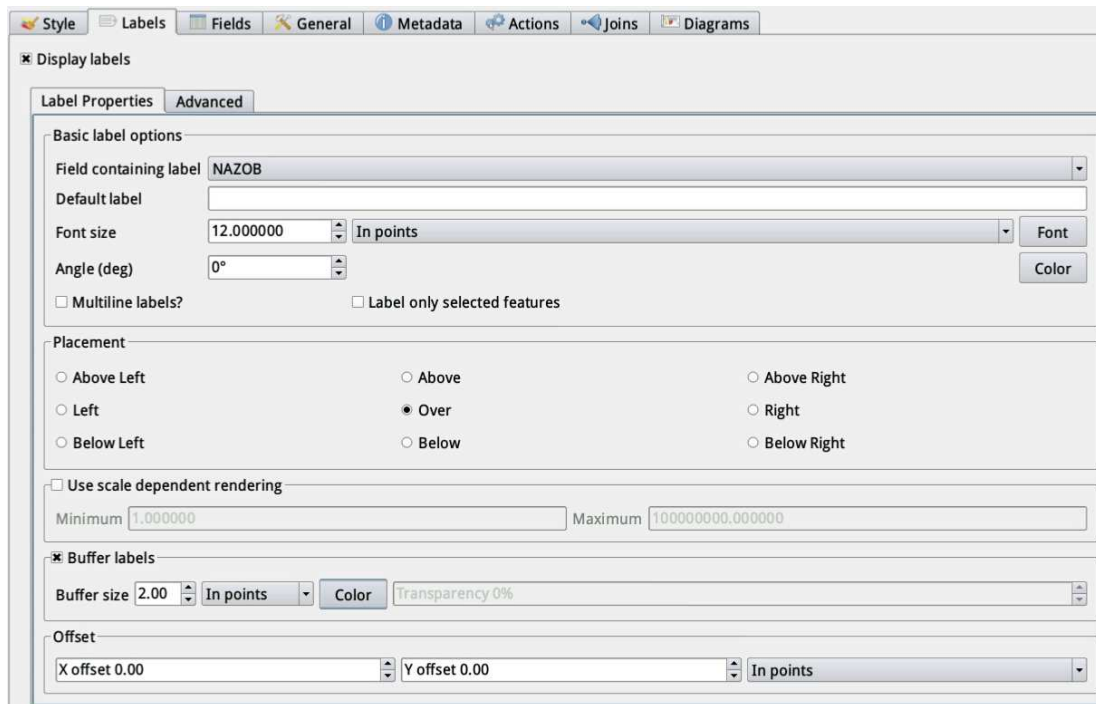 Style Labels Fields General Metadata Actions Joins Diagrams
Display labels
Label Properties Advanced
Basic label options
Field containing label NAZOB
Default label
Font size 12.000000 In points Font
Angle (deg) 0° Color
Multiline labels? Label only selected features
Placement
Above Left Above Above Right
Left Over Right
Below Left Below Below Right
Use scale dependent rendering
Minimum 1.000000 Maximum 100000000.000000
Buffer labels
Buffer size 2.00 In points Color Transparency 0%
Offset
X offset 0.00 Y offset 0.00 In points